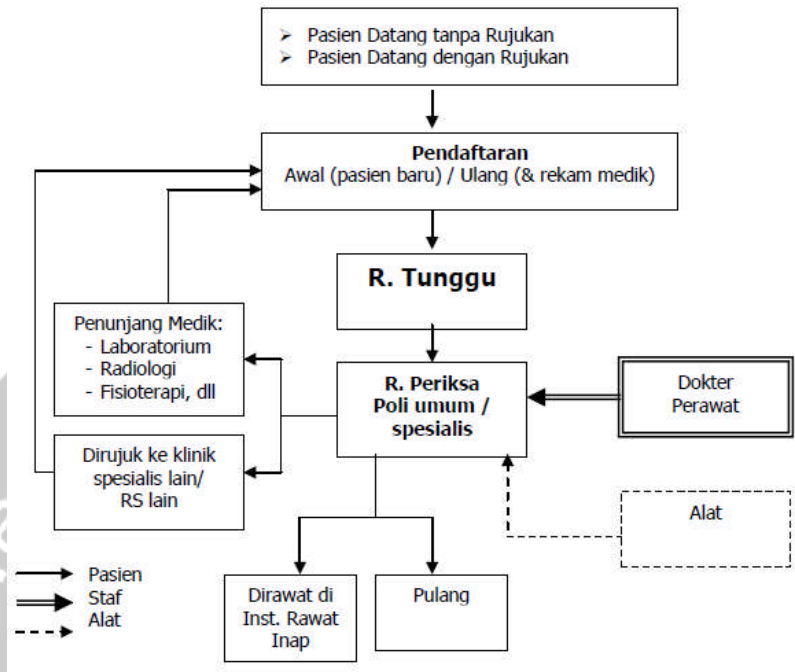 ➢ Pasien Datang tanpa Rujukan
➢ Pasien Datang dengan Rujukan
Pendaftaran
Awal (pasien baru) / Ulang (& rekam medik)
R. Tunggu
Penunjang Medik:
- Laboratorium
- Radiologi
- Fisioterapi, dll
R. Periksa
Poli umum /
spesialis
Dokter
Perawat
Dirujuk ke klinik
spesialis lain/
RS lain
Alat
Pasien
Staf
Alat
Dirawat di
Inst. Rawat
Inap
Pulang